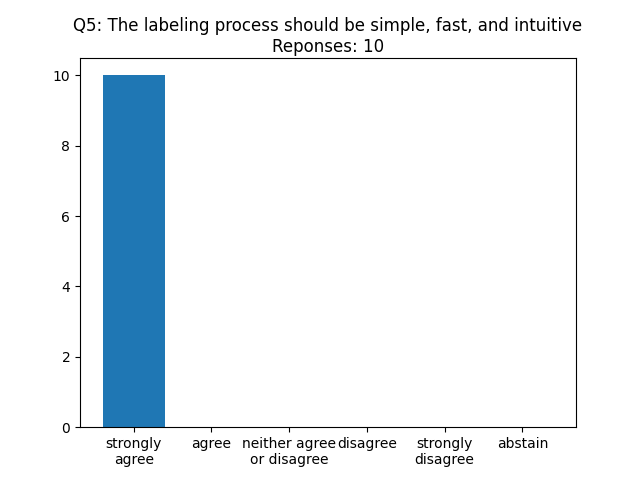 Q5: The labeling process should be simple, fast, and intuitive
Reponses: 10
10
8
6
4
2
0
strongly
agree
agree
neither agree
or disagree
disagree
strongly
disagree
abstain